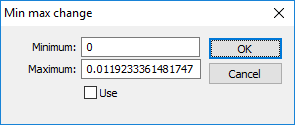 Min max change
Minimum: 0 OK
Maximum: 0.0119233361481747 Cancel
Use